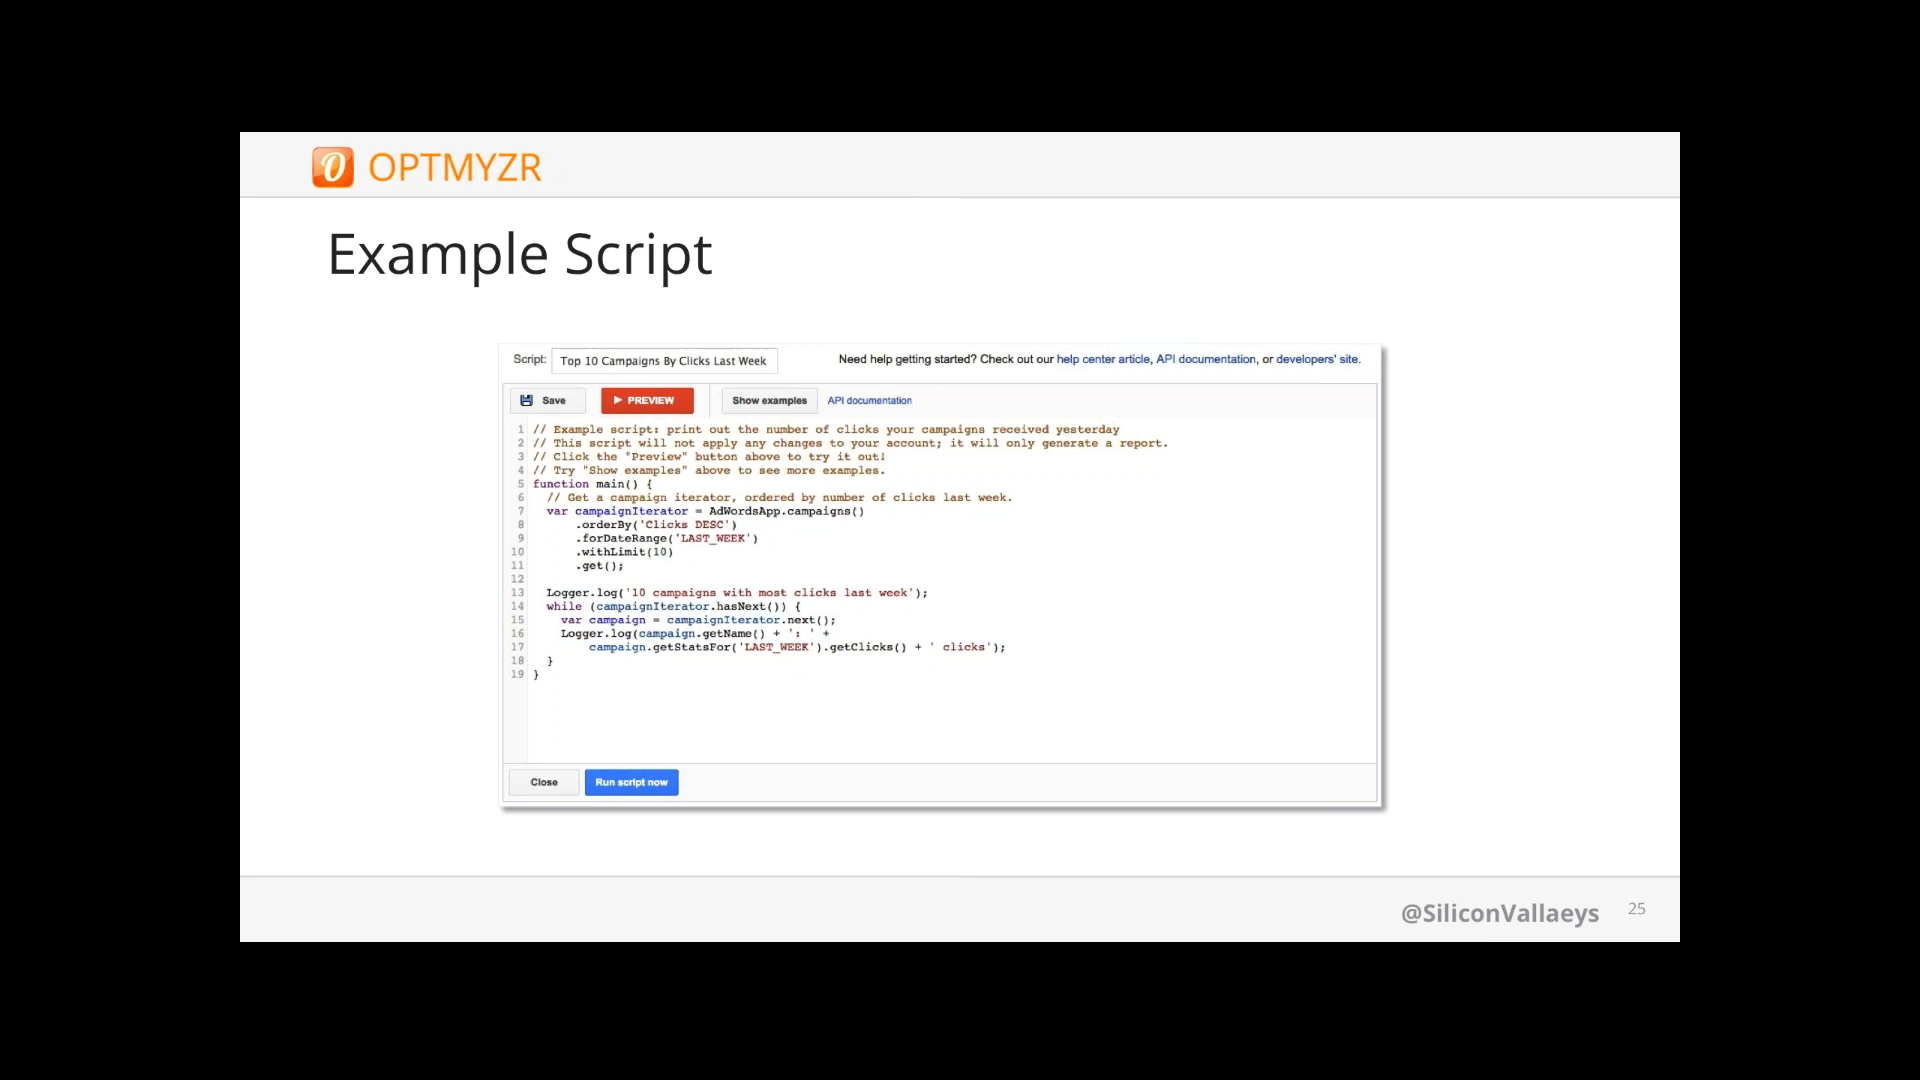 OPTMYZR
Example Script
Script: Top 10 Campaigns By Clicks Last Week Need help getting started? Check out our help center article, API documentation, or developers' site.
Save PREVIEW Show examples API documentation
1 // Example script: print out the number of clicks your campaigns received yesterday
2 // This script will not apply any changes to your account; it will only generate a report.
3 // Click the "Preview" button above to try it out!
4 // Try "Show examples" above to see more examples.
5 function main() {
6 // Get a campaign iterator, ordered by number of clicks last week.
7 var campaignIterator = AdWordsApp.campaigns()
8 .orderBy('Clicks DESC')
9 .forDateRange('LAST_WEEK')
10 .withLimit(10)
11 .get();
12
13 Logger.log('10 campaigns with most clicks last week');
14 while (campaignIterator.hasNext()) {
15 var campaign = campaignIterator.next();
16 Logger.log(campaign.getName() + ': ' +
17 campaign.getStatsFor('LAST_WEEK').getClicks() + ' clicks');
18 }
19 }
Close Run script now
@SiliconVallaeys 25